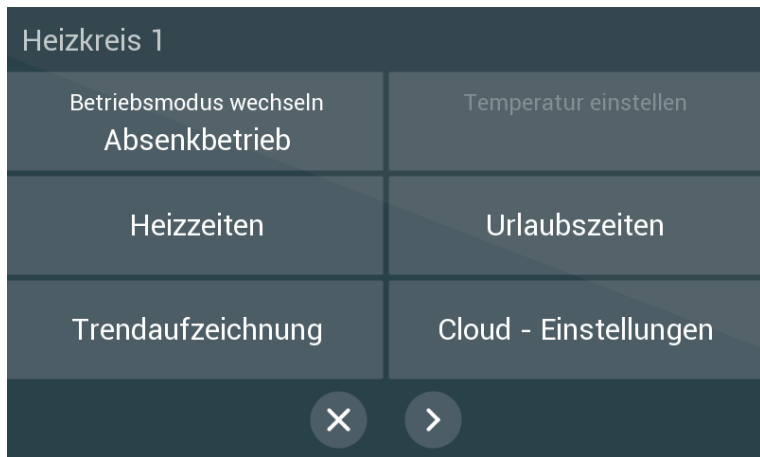 Heizkreis 1
Betriebsmodus wechseln
Absenkbetrieb
Temperatur einstellen
Heizzeiten
Urlaubszeiten
Trendaufzeichnung
Cloud - Einstellungen